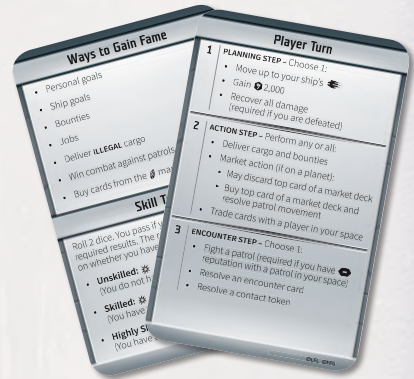 Ways to Gain Fame
• Personal goals
• Ship goals
• Bounties
• Jobs
• Deliver ILLEGAL cargo
• Win combat against patrols
• Buy cards from the
Skill
Roll 2 dice. You pass if
required results. The
on whether you have
• Unskilled:
(You do not
• Skilled:
(You have
• Highly
(You have
Player Turn
1 PLANNING STEP – Choose 1:
• Move up to your ship's
• Gain 2,000
• Recover all damage
(required if you are defeated)
2 ACTION STEP – Perform any or all:
• Deliver cargo and bounties
• Market action (if on a planet):
• May discard top card of a market deck
• Buy top card of a market deck and
resolve patrol movement
• Trade cards with a player in your space
3 ENCOUNTER STEP – Choose 1:
• Fight a patrol (required if you have
reputation with a patrol in your space)
• Resolve an encounter card
• Resolve a contact token